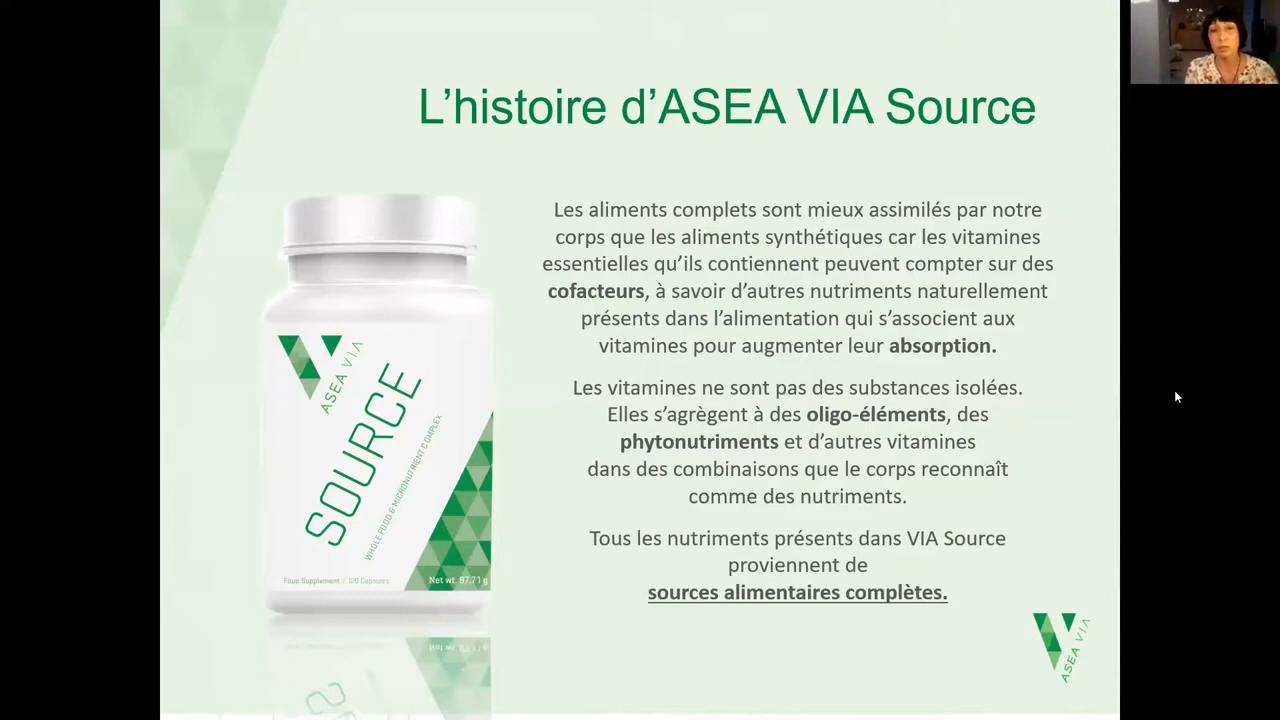 L'histoire d'ASEA VIA Source
Les aliments complets sont mieux assimilés par notre
corps que les aliments synthétiques car les vitamines
essentielles qu'ils contiennent peuvent compter sur des
cofacteurs, à savoir d'autres nutriments naturellement
présents dans l'alimentation qui s'associent aux
vitamines pour augmenter leur absorption.
Les vitamines ne sont pas des substances isolées.
Elles s'agrègent à des oligo-éléments, des
phytonutriments et d'autres vitamines
dans des combinaisons que le corps reconnaît
comme des nutriments.
Tous les nutriments présents dans VIA Source
proviennent de
sources alimentaires complètes.
ASEA VIA
SOURCE
WHOLE FOOD & MICRONUTRIENT COMPLEX
Food Supplement / 120 Capsules
Net wt. 87.71 g
ASEA VIA